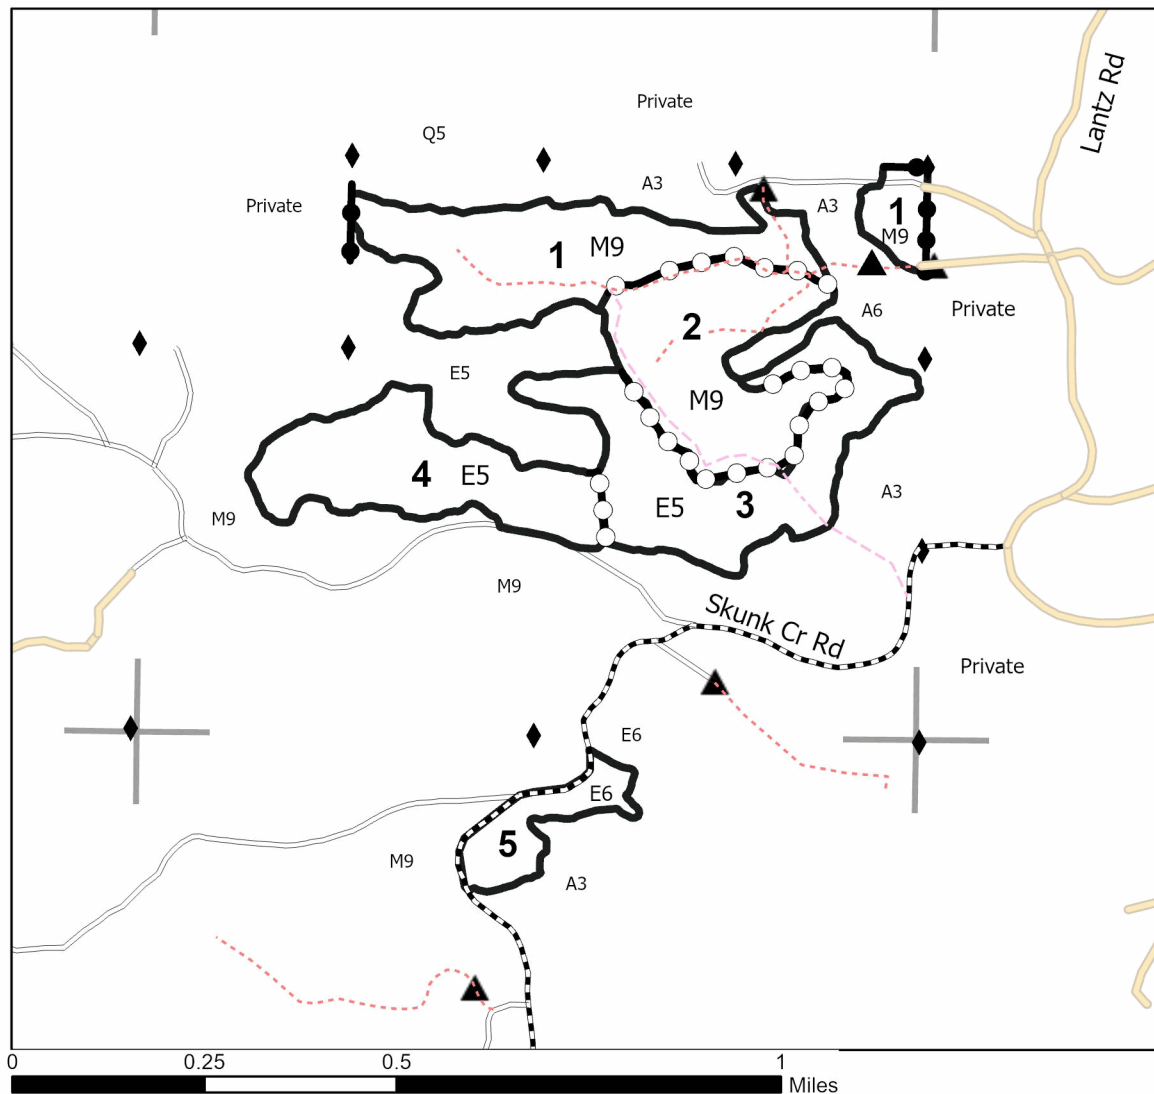 Lantz Rd
Private
Q5
A3
Private
A3
1
M9
1
M9
A6
Private
2
E5
M9
4
E5
E5
3
A3
M9
M9
Skunk Cr Rd
Private
E6
E6
5
M9
A3
0
0.25
0.5
1
Miles